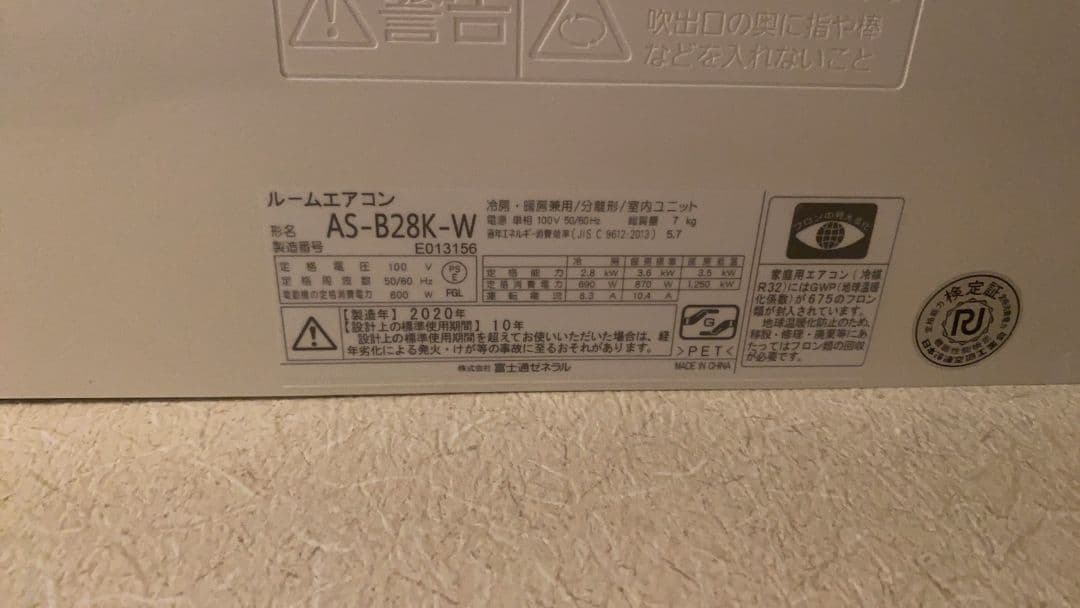 警告
吹出口の奥に指や棒
などを入れないこと
ルームエアコン
形名 AS-B28K-W
製造番号 E013156
冷房・暖房兼用/分離形/室内ユニット
電源 単相 100V 50/60Hz 総質量 7 kg
通年エネルギー消費効率(JIS C 9612-2013) 5.7
定格電圧 100 V
定格周波数 50/60 Hz
電動機の定格消費電力 600 W
PS E
FGL
冷房 暖房標準 暖房低温
定格能力 2.8 kW 3.6 kW 3.5 kW
定格消費電力 690 W 870 W 1,250 kW
運転電流 8.3 A 10.4 A
【製造年】2020年
【設計上の標準使用期間】10年
設計上の標準使用期間を超えてお使いいただいた場合は、経
年劣化による発火・けが等の事故に至るおそれがあります。
G
>PET<
株式会社 富士通ゼネラル
MADE IN CHINA
フロンの見える化
家庭用エアコン(冷媒
R32)にはGWP(地球温暖
化係数)が675のフロン
類が封入されています。
地球温暖化防止のため、
移設・修理・廃棄等にあ
たってはフロン類の回収
が必要です。
検定証